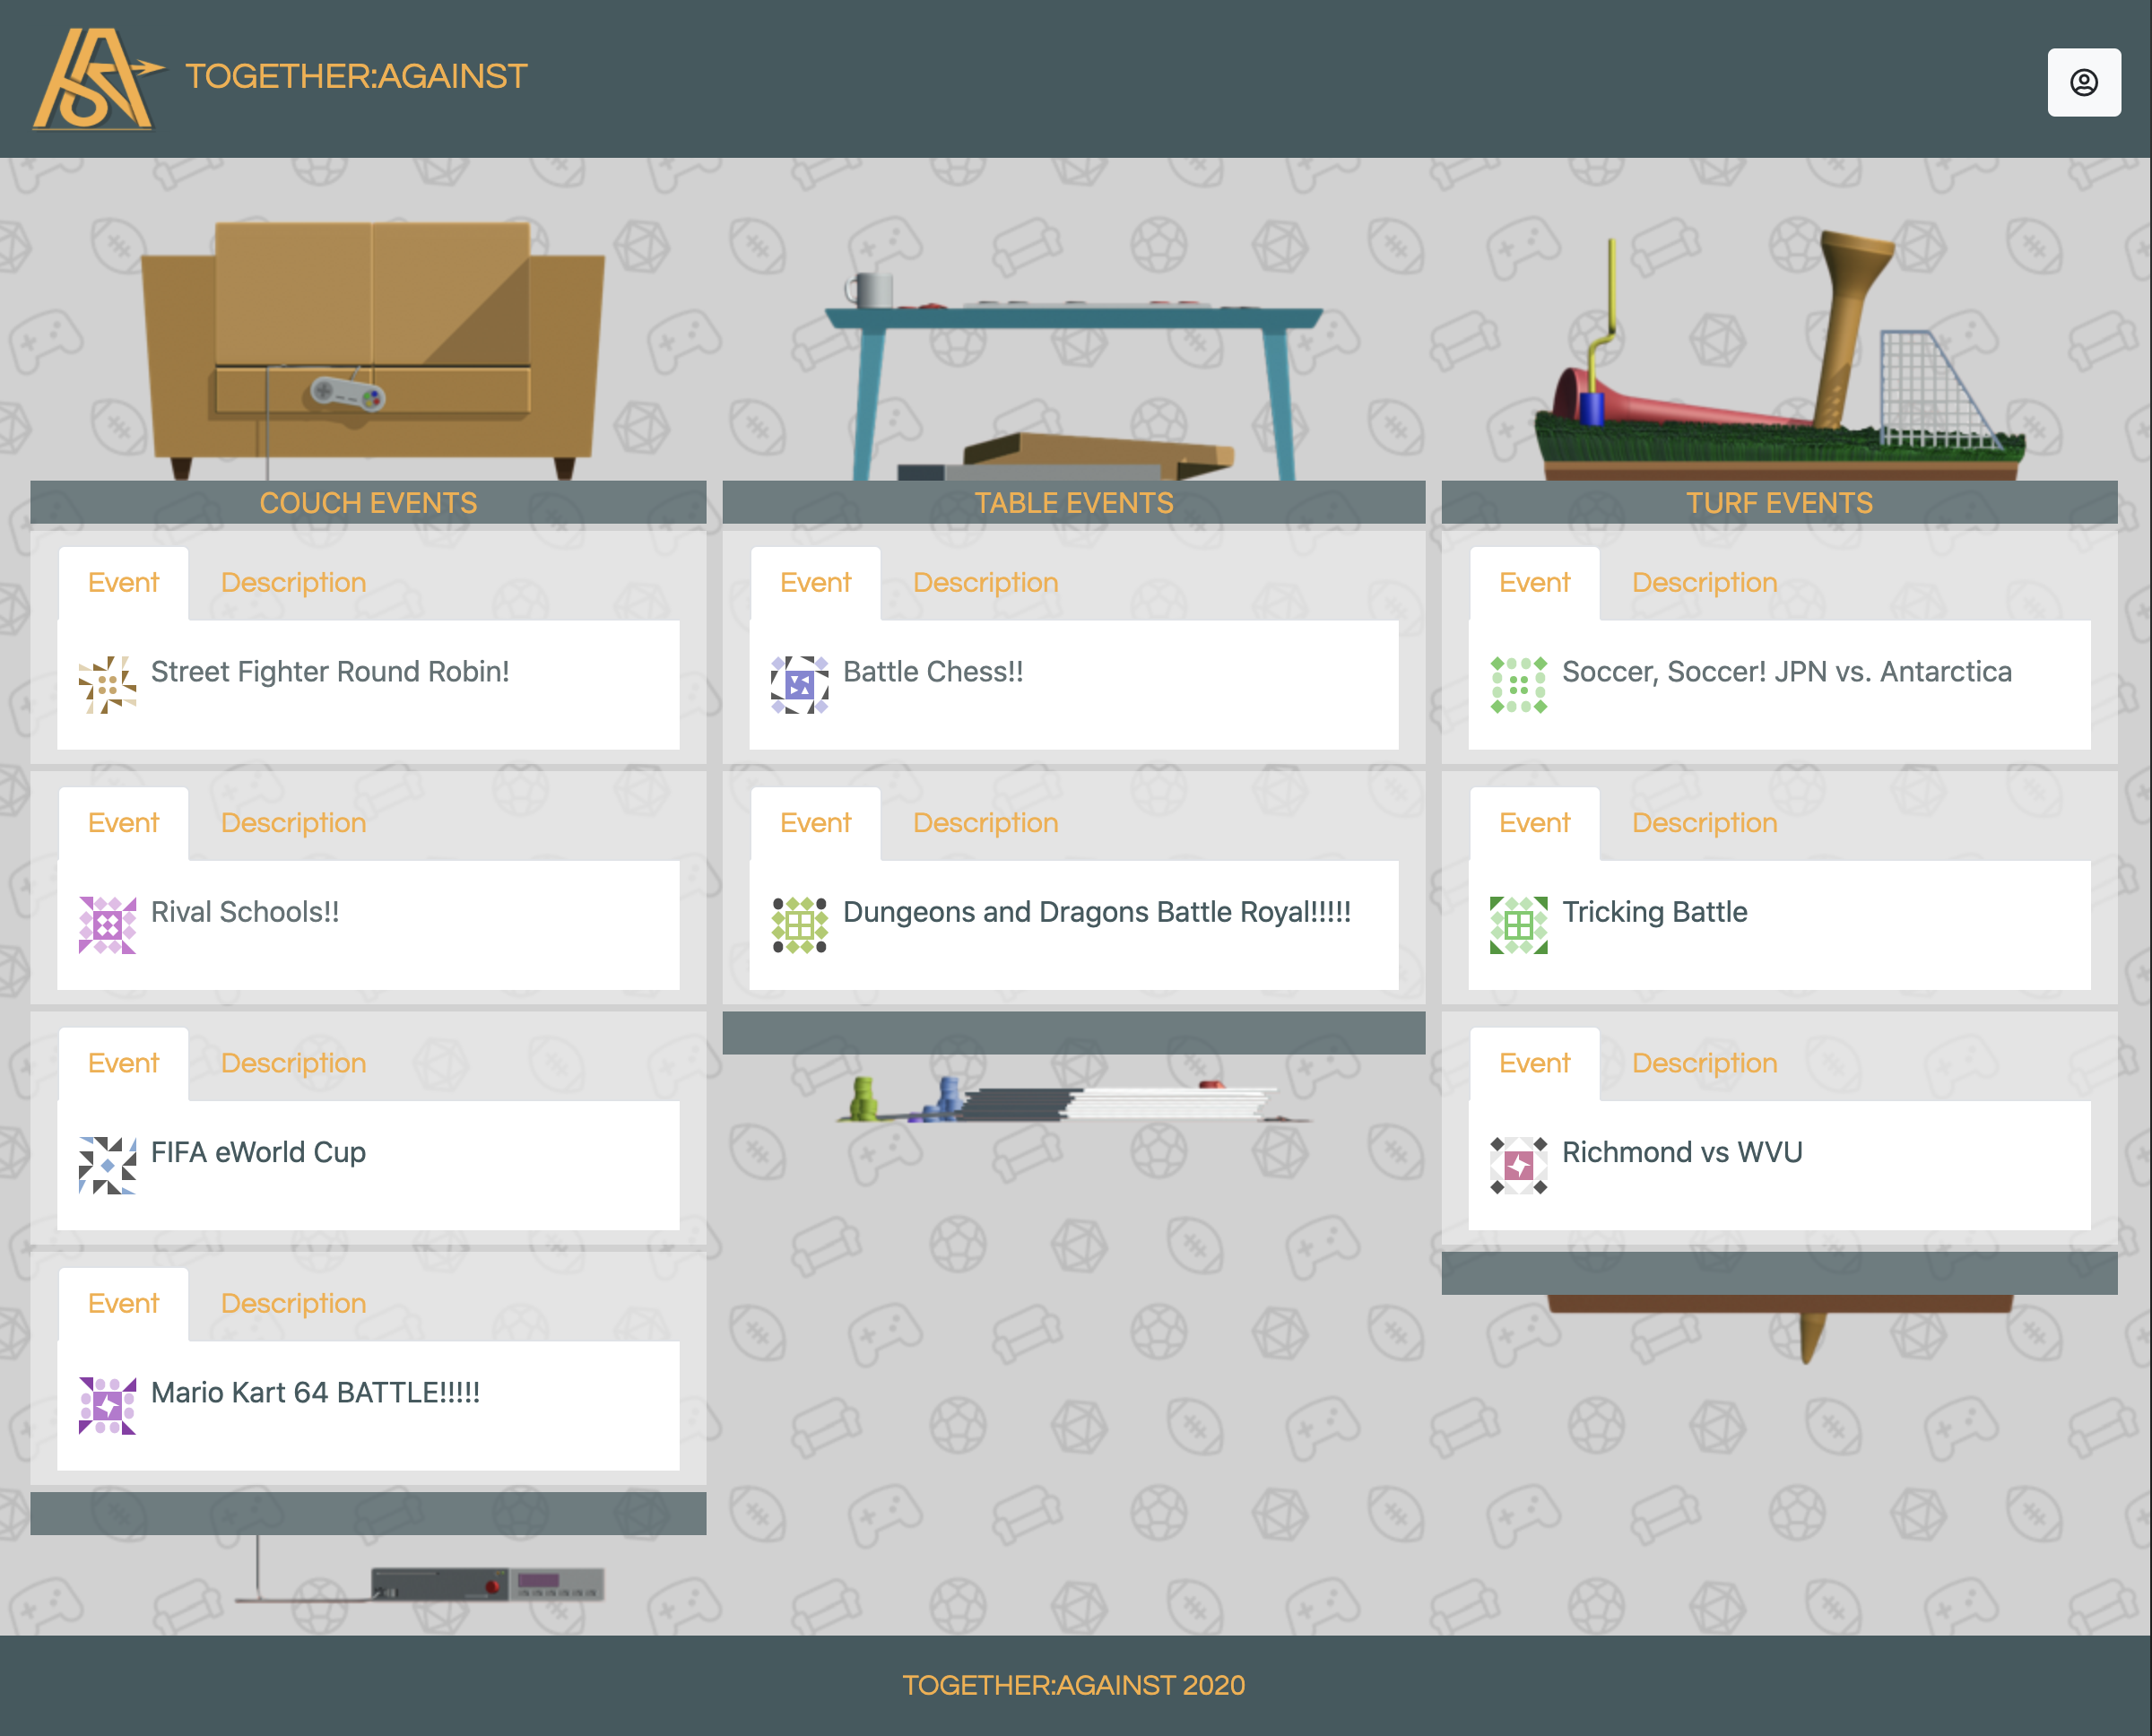 TOGETHER:AGAINST
COUCH EVENTS
Event Description
Street Fighter Round Robin!
Event Description
Rival Schools!!
Event Description
FIFA eWorld Cup
Event Description
Mario Kart 64 BATTLE!!!!!
TABLE EVENTS
Event Description
Battle Chess!!
Event Description
Dungeons and Dragons Battle Royal!!!!!
TURF EVENTS
Event Description
Soccer, Soccer! JPN vs. Antarctica
Event Description
Tricking Battle
Event Description
Richmond vs WVU
TOGETHER:AGAINST 2020